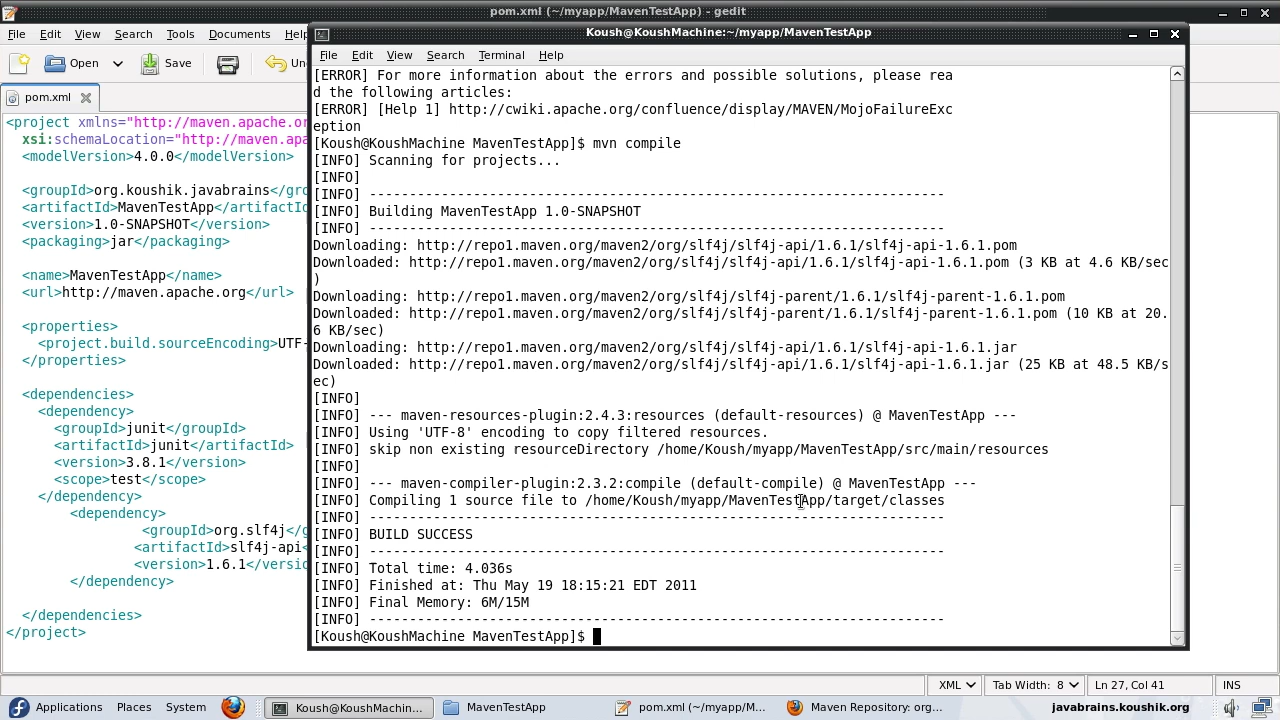 pom.xml (~/myapp/MavenTestApp) - gedit
File Edit View Search Tools Documents Help
Open Save Un
pom.xml
<project xmlns="http://maven.apache.or
xsi:schemaLocation="http://maven.apa
<modelVersion>4.0.0</modelVersion>
<groupId>org.koushik.javabrains</gro
<artifactId>MavenTestApp</artifactId
<version>1.0-SNAPSHOT</version>
<packaging>jar</packaging>
<name>MavenTestApp</name>
<url>http://maven.apache.org</url>
<properties>
<project.build.sourceEncoding>UTF-
</properties>
<dependencies>
<dependency>
<groupId>junit</groupId>
<artifactId>junit</artifactId>
<version>3.8.1</version>
<scope>test</scope>
</dependency>
<dependency>
<groupId>org.slf4j</g
<artifactId>slf4j-api<
<version>1.6.1</versio
</dependency>
</dependencies>
</project>
Koush@KoushMachine:~/myapp/MavenTestApp
File Edit View Search Terminal Help
[ERROR] For more information about the errors and possible solutions, please rea
d the following articles:
[ERROR] [Help 1] http://cwiki.apache.org/confluence/display/MAVEN/MojoFailureExc
eption
[Koush@KoushMachine MavenTestApp]$ mvn compile
[INFO] Scanning for projects...
[INFO]
[INFO] ------------------------------------------------------------------------
[INFO] Building MavenTestApp 1.0-SNAPSHOT
[INFO] ------------------------------------------------------------------------
Downloading: http://repo1.maven.org/maven2/org/slf4j/slf4j-api/1.6.1/slf4j-api-1.6.1.pom
Downloaded: http://repo1.maven.org/maven2/org/slf4j/slf4j-api/1.6.1/slf4j-api-1.6.1.pom (3 KB at 4.6 KB/sec
)
Downloading: http://repo1.maven.org/maven2/org/slf4j/slf4j-parent/1.6.1/slf4j-parent-1.6.1.pom
Downloaded: http://repo1.maven.org/maven2/org/slf4j/slf4j-parent/1.6.1/slf4j-parent-1.6.1.pom (10 KB at 20.
6 KB/sec)
Downloading: http://repo1.maven.org/maven2/org/slf4j/slf4j-api/1.6.1/slf4j-api-1.6.1.jar
Downloaded: http://repo1.maven.org/maven2/org/slf4j/slf4j-api/1.6.1/slf4j-api-1.6.1.jar (25 KB at 48.5 KB/s
ec)
[INFO]
[INFO] --- maven-resources-plugin:2.4.3:resources (default-resources) @ MavenTestApp ---
[INFO] Using 'UTF-8' encoding to copy filtered resources.
[INFO] skip non existing resourceDirectory /home/Koush/myapp/MavenTestApp/src/main/resources
[INFO]
[INFO] --- maven-compiler-plugin:2.3.2:compile (default-compile) @ MavenTestApp ---
[INFO] Compiling 1 source file to /home/Koush/myapp/MavenTestApp/target/classes
[INFO] ------------------------------------------------------------------------
[INFO] BUILD SUCCESS
[INFO] ------------------------------------------------------------------------
[INFO] Total time: 4.036s
[INFO] Finished at: Thu May 19 18:15:21 EDT 2011
[INFO] Final Memory: 6M/15M
[INFO] ------------------------------------------------------------------------
[Koush@KoushMachine MavenTestApp]$
XML Tab Width: 8 Ln 27, Col 41 INS
Applications Places System Koush@KoushMachin... MavenTestApp pom.xml (~/myapp/M... Maven Repository: org... javabrains.koushik.org